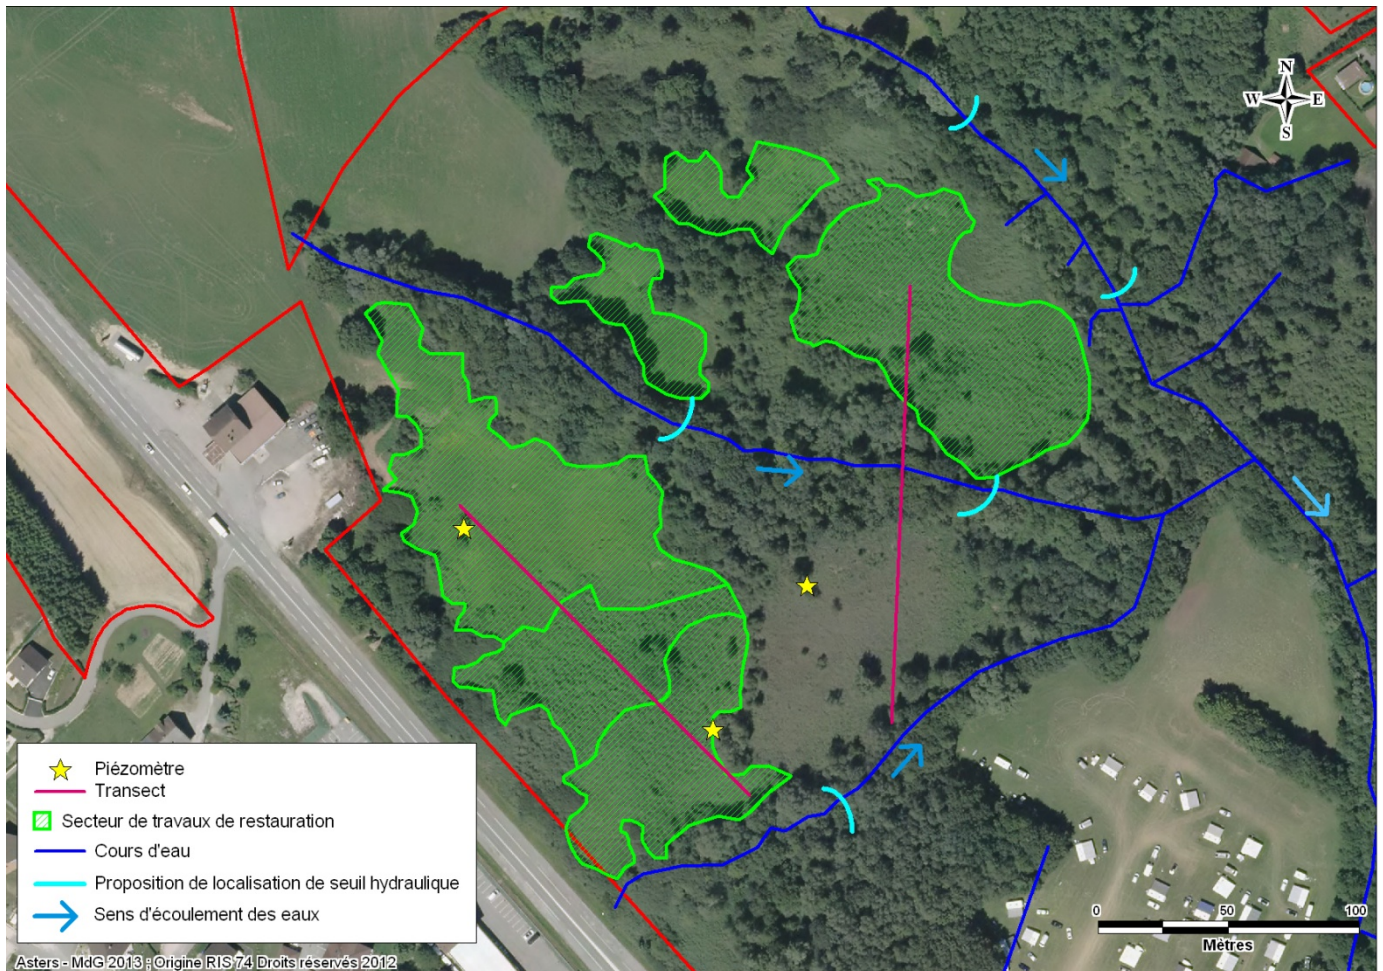 N
W E
S
Piézomètre
Transect
Secteur de travaux de restauration
Cours d'eau
Proposition de localisation de seuil hydraulique
Sens d'écoulement des eaux
0 50 100
Mètres
Asters - MdG 2013 ; Origine RIS 74 Droits réservés 2012